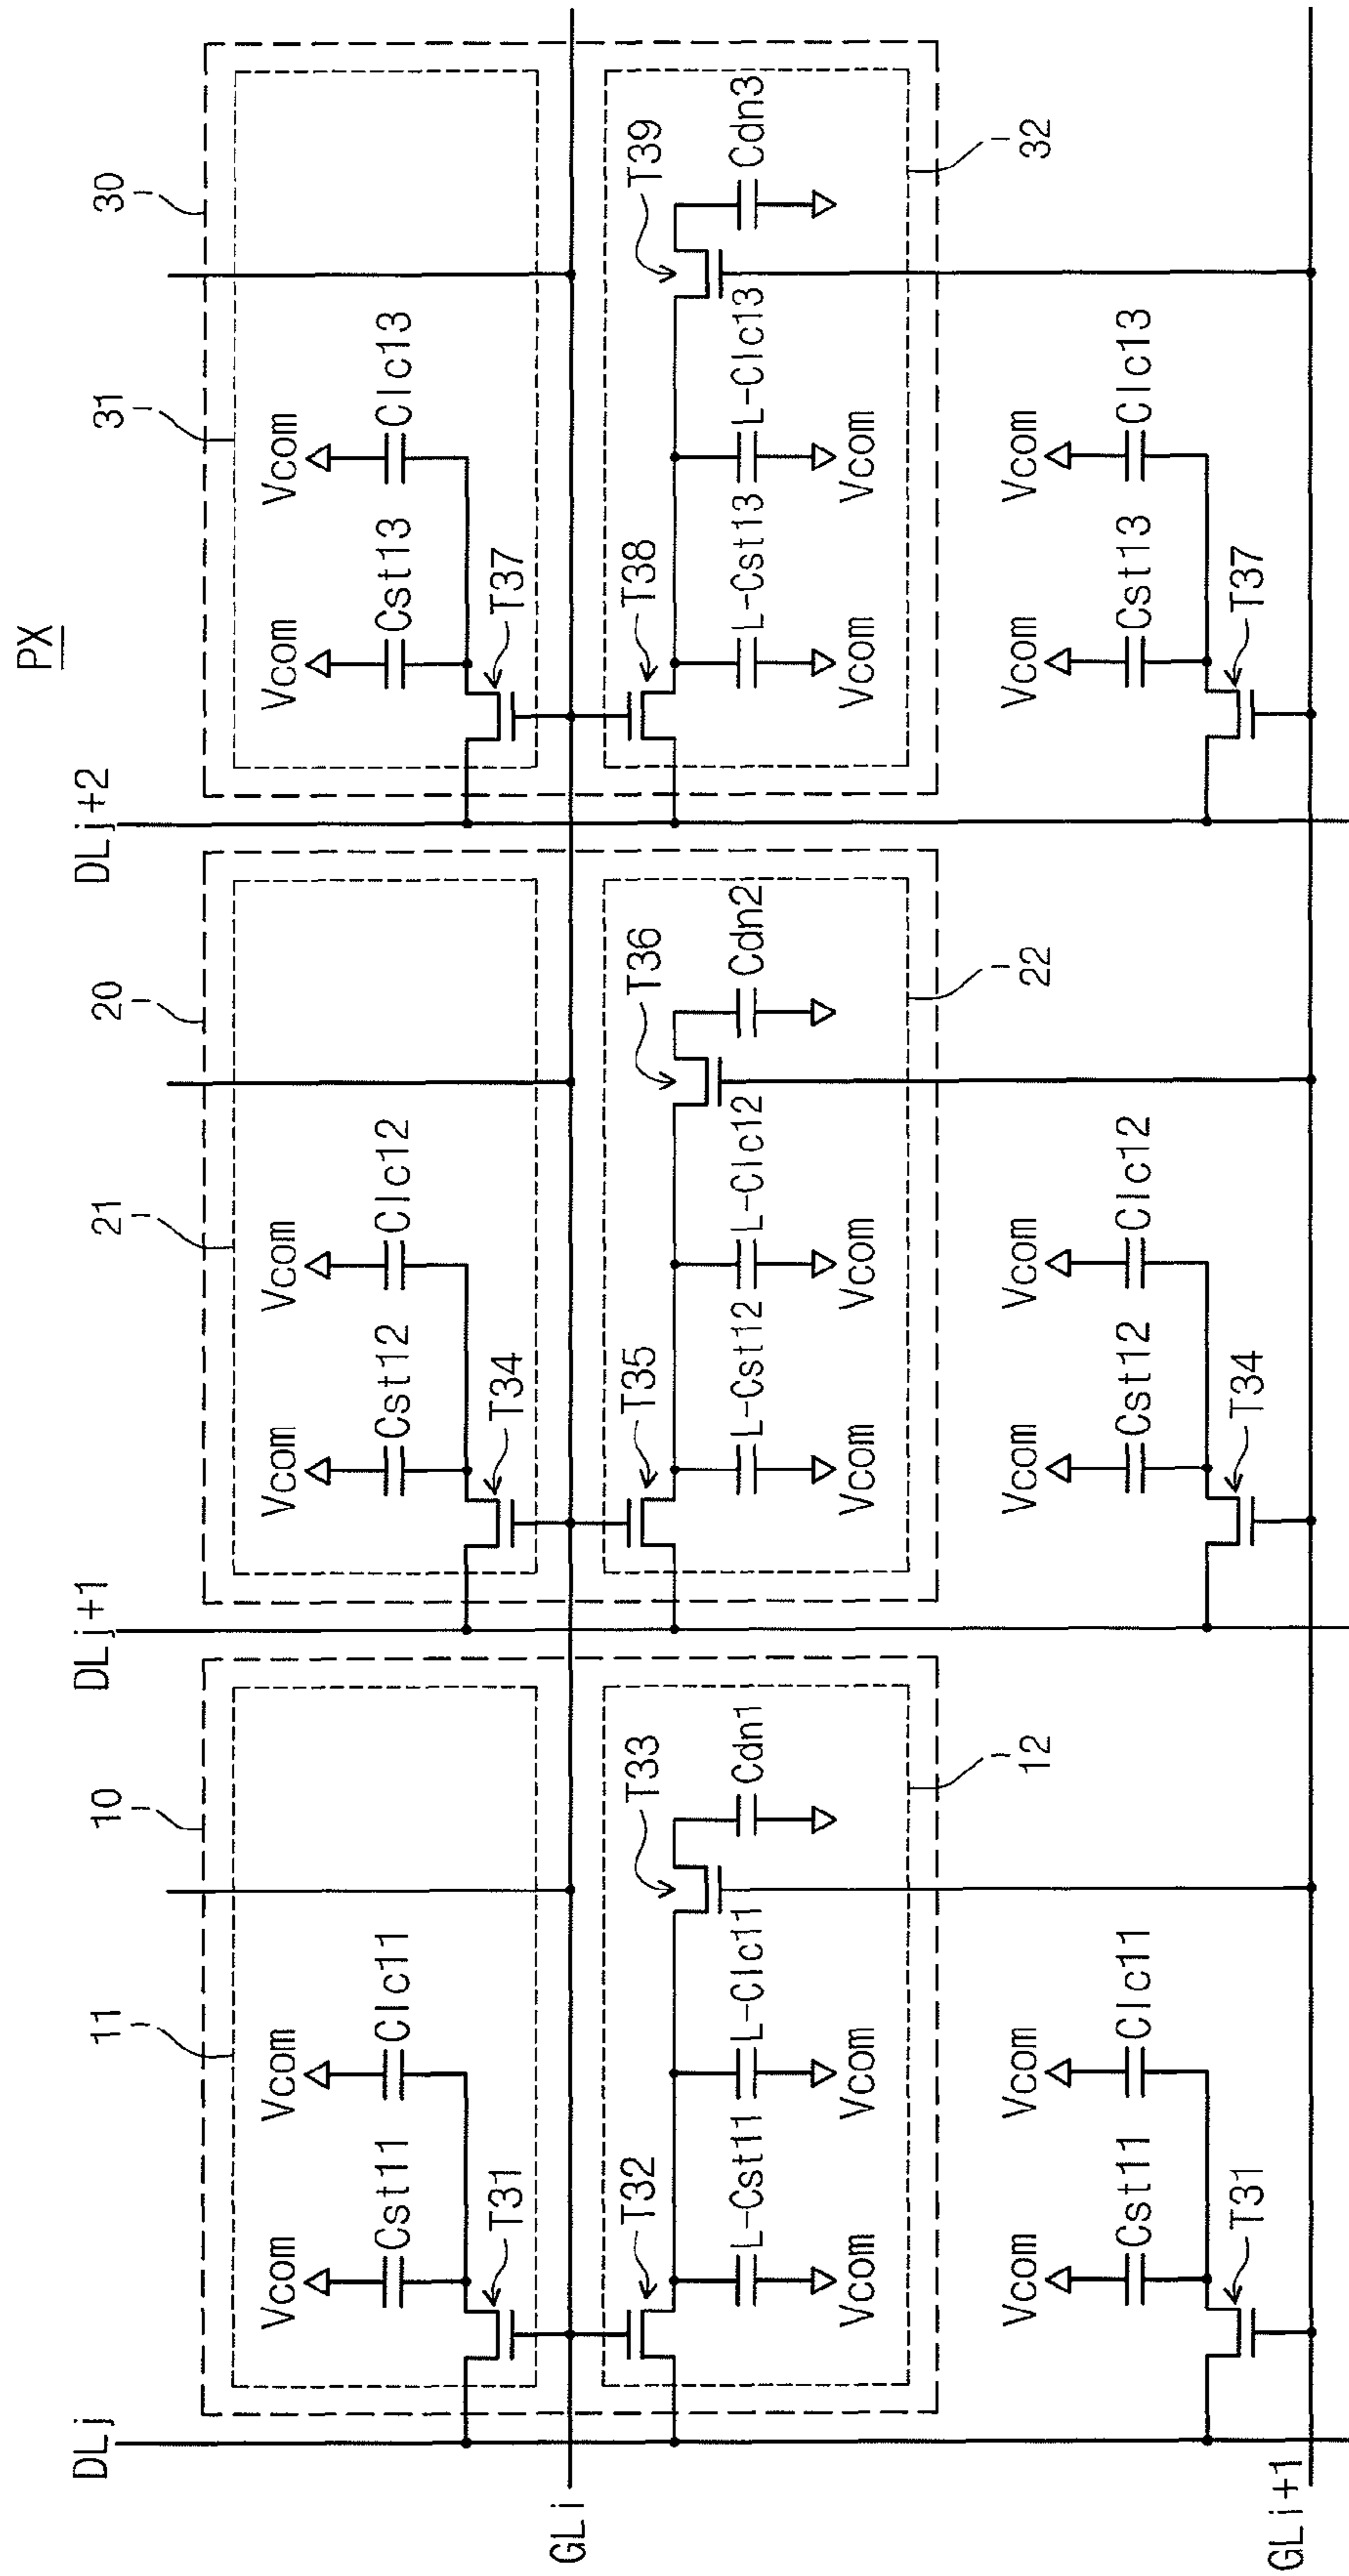 PX
DLj DLj+1 DLj+2
10 20 30
11 21 31
Vcom Vcom Vcom Vcom Vcom Vcom
Cst11 Clc11 Cst12 Clc12 Cst13 Clc13
T31 T34 T37
GLi
T32 T33 T35 T36 T38 T39
L-Cst11 L-Clc11 Cdn1 L-Cst12 L-Clc12 Cdn2 L-Cst13 L-Clc13 Cdn3
Vcom Vcom Vcom Vcom Vcom Vcom
12 22 32
Vcom Vcom Vcom Vcom Vcom Vcom
Cst11 Clc11 Cst12 Clc12 Cst13 Clc13
T31 T34 T37
GLi+1